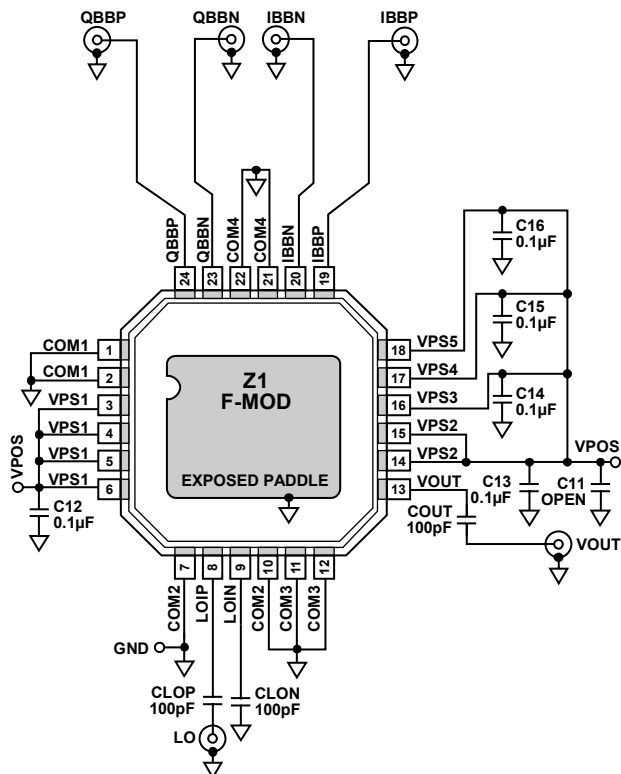 QBBP
QBBN
IBBN
IBBP
QBBP
QBBN
COM4
COM4
IBBN
IBBP
24
23
22
21
20
19
C16
0.1µF
C15
0.1µF
C14
0.1µF
COM1
1
COM1
2
VPS1
3
VPS1
4
VPS1
5
VPS1
6
VPOS
C12
0.1µF
Z1
F-MOD
EXPOSED PADDLE
18
VPS5
17
VPS4
16
VPS3
15
VPS2
14
VPS2
13
VOUT
VPOS
C13
0.1µF
C11
OPEN
COUT
100pF
VOUT
7
8
9
10
11
12
COM2
LOIP
LOIN
COM2
COM3
COM3
GND
CLOP
100pF
CLON
100pF
LO